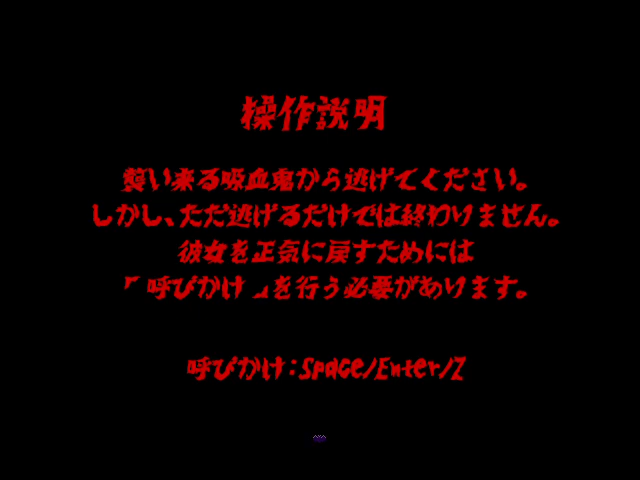 操作説明
襲い来る吸血鬼から逃げてください。
しかし、ただ逃げるだけでは終わりません。
彼女を正気に戻すためには
「呼びかけ」を行う必要があります。
呼びかけ：Space/Enter/Z